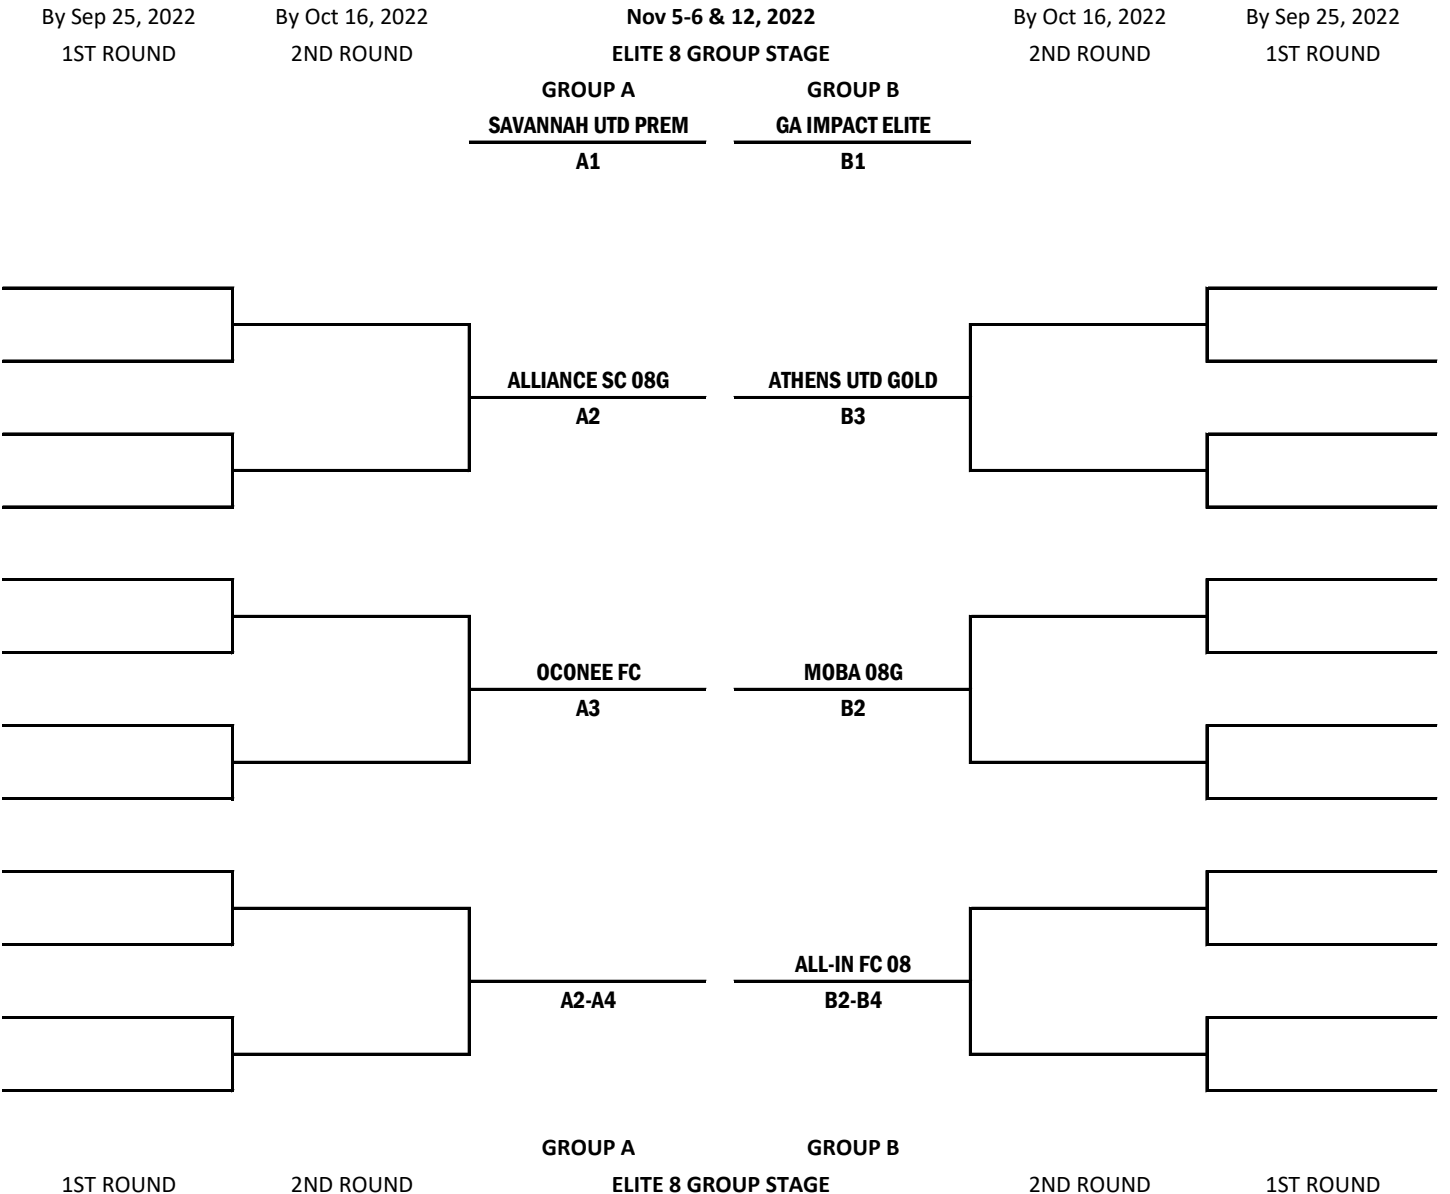 By Sep 25, 2022 By Oct 16, 2022 Nov 5-6 & 12, 2022 By Oct 16, 2022 By Sep 25, 2022
1ST ROUND 2ND ROUND ELITE 8 GROUP STAGE 2ND ROUND 1ST ROUND
GROUP A GROUP B
SAVANNAH UTD PREM GA IMPACT ELITE
A1 B1
ALLIANCE SC 08G ATHENS UTD GOLD
A2 B3
OCONEE FC MOBA 08G
A3 B2
ALL-IN FC 08
A2-A4 B2-B4
GROUP A GROUP B
1ST ROUND 2ND ROUND ELITE 8 GROUP STAGE 2ND ROUND 1ST ROUND